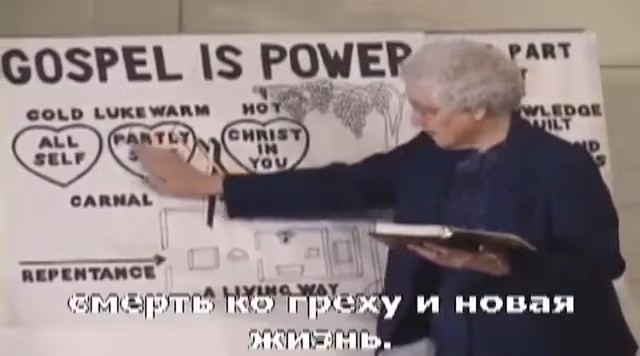 GOSPEL IS POWER
PART
COLD LUKEWARM HOT
ALL
SELF
PARTLY
CHRIST
IN
YOU
CARNAL
REPENTANCE
A LIVING WAY
смерть ко греху и новая
жизнь.